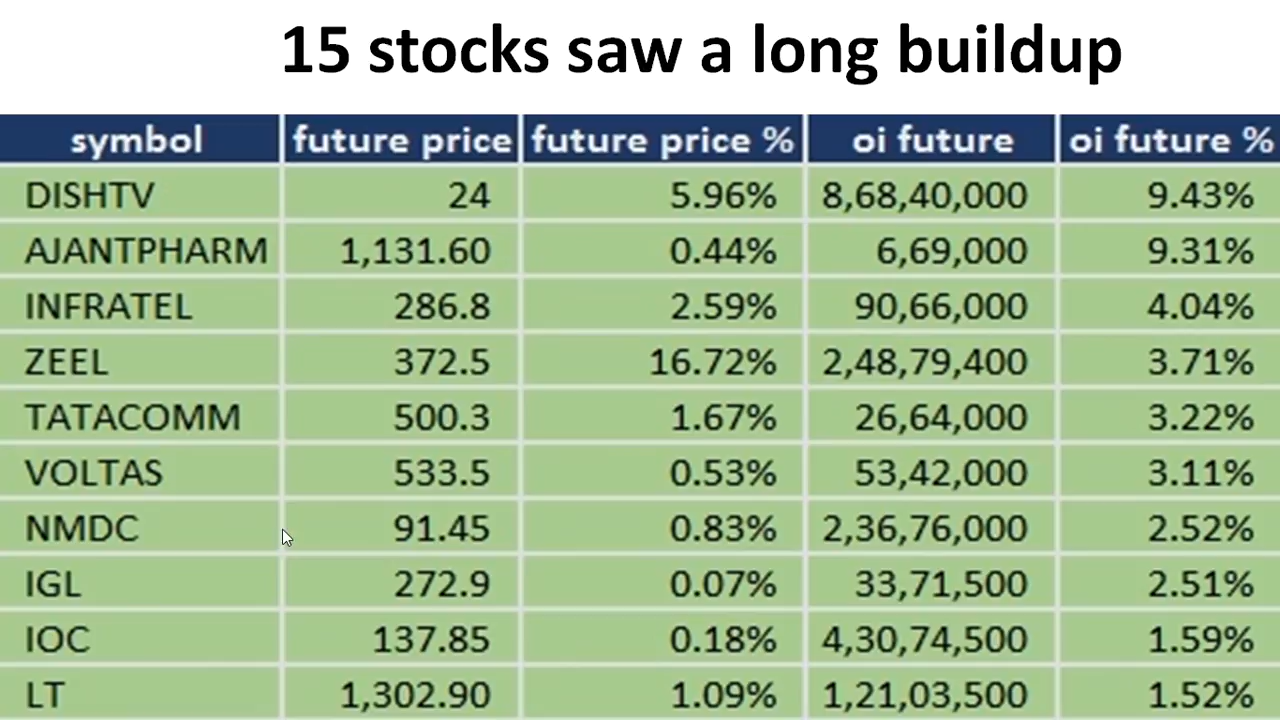 15 stocks saw a long buildup
symbol future price future price % oi future oi future %
DISHTV 24 5.96% 8,68,40,000 9.43%
AJANTPHARM 1,131.60 0.44% 6,69,000 9.31%
INFRATEL 286.8 2.59% 90,66,000 4.04%
ZEEL 372.5 16.72% 2,48,79,400 3.71%
TATACOMM 500.3 1.67% 26,64,000 3.22%
VOLTAS 533.5 0.53% 53,42,000 3.11%
NMDC 91.45 0.83% 2,36,76,000 2.52%
IGL 272.9 0.07% 33,71,500 2.51%
IOC 137.85 0.18% 4,30,74,500 1.59%
LT 1,302.90 1.09% 1,21,03,500 1.52%